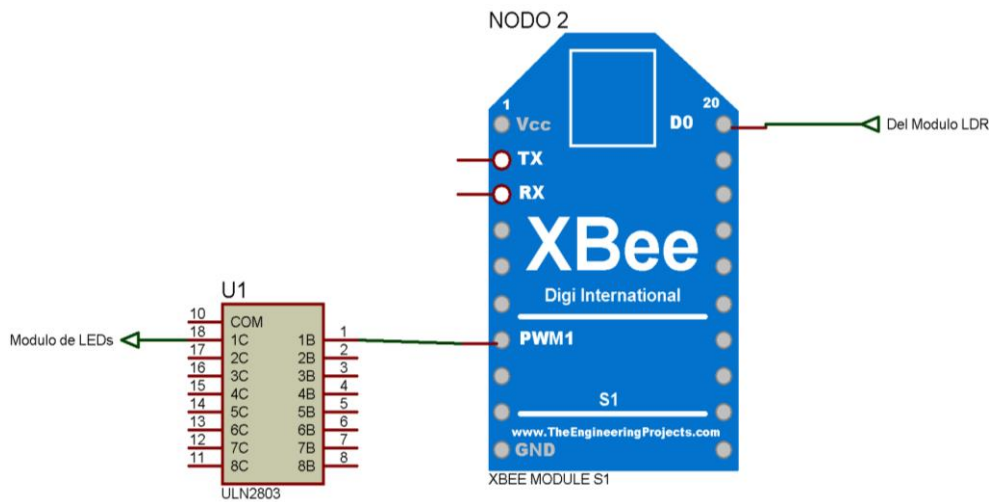 NODO 2
1
20
Vcc
D0
Del Modulo LDR
TX
RX
XBee
Digi International
PWM1
S1
www.TheEngineeringProjects.com
GND
XBEE MODULE S1
U1
Modulo de LEDs
10 COM
18 1C 1B 1
17 2C 2B 2
16 3C 3B 3
15 4C 4B 4
14 5C 5B 5
13 6C 6B 6
12 7C 7B 7
11 8C 8B 8
ULN2803